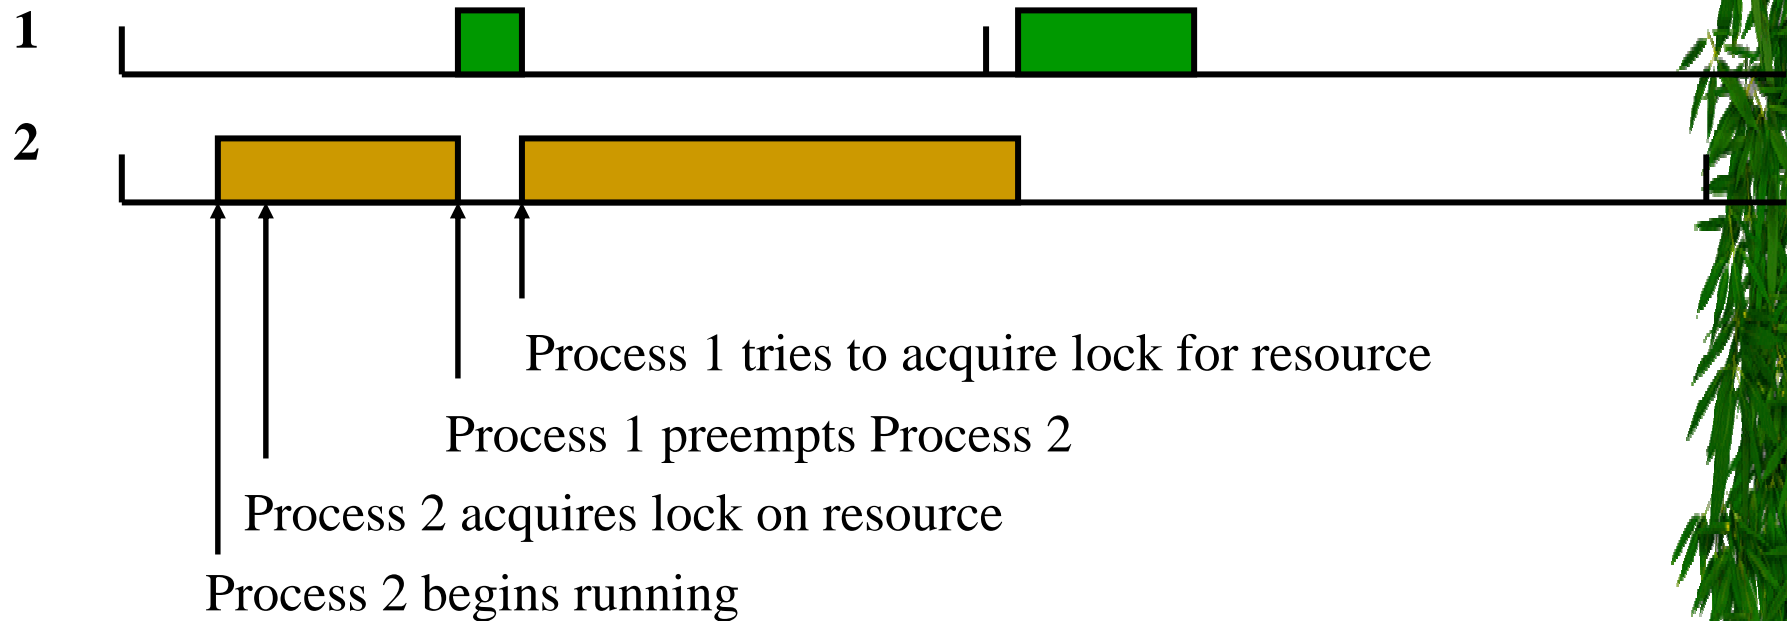 1
2
Process 1 tries to acquire lock for resource
Process 1 preempts Process 2
Process 2 acquires lock on resource
Process 2 begins running